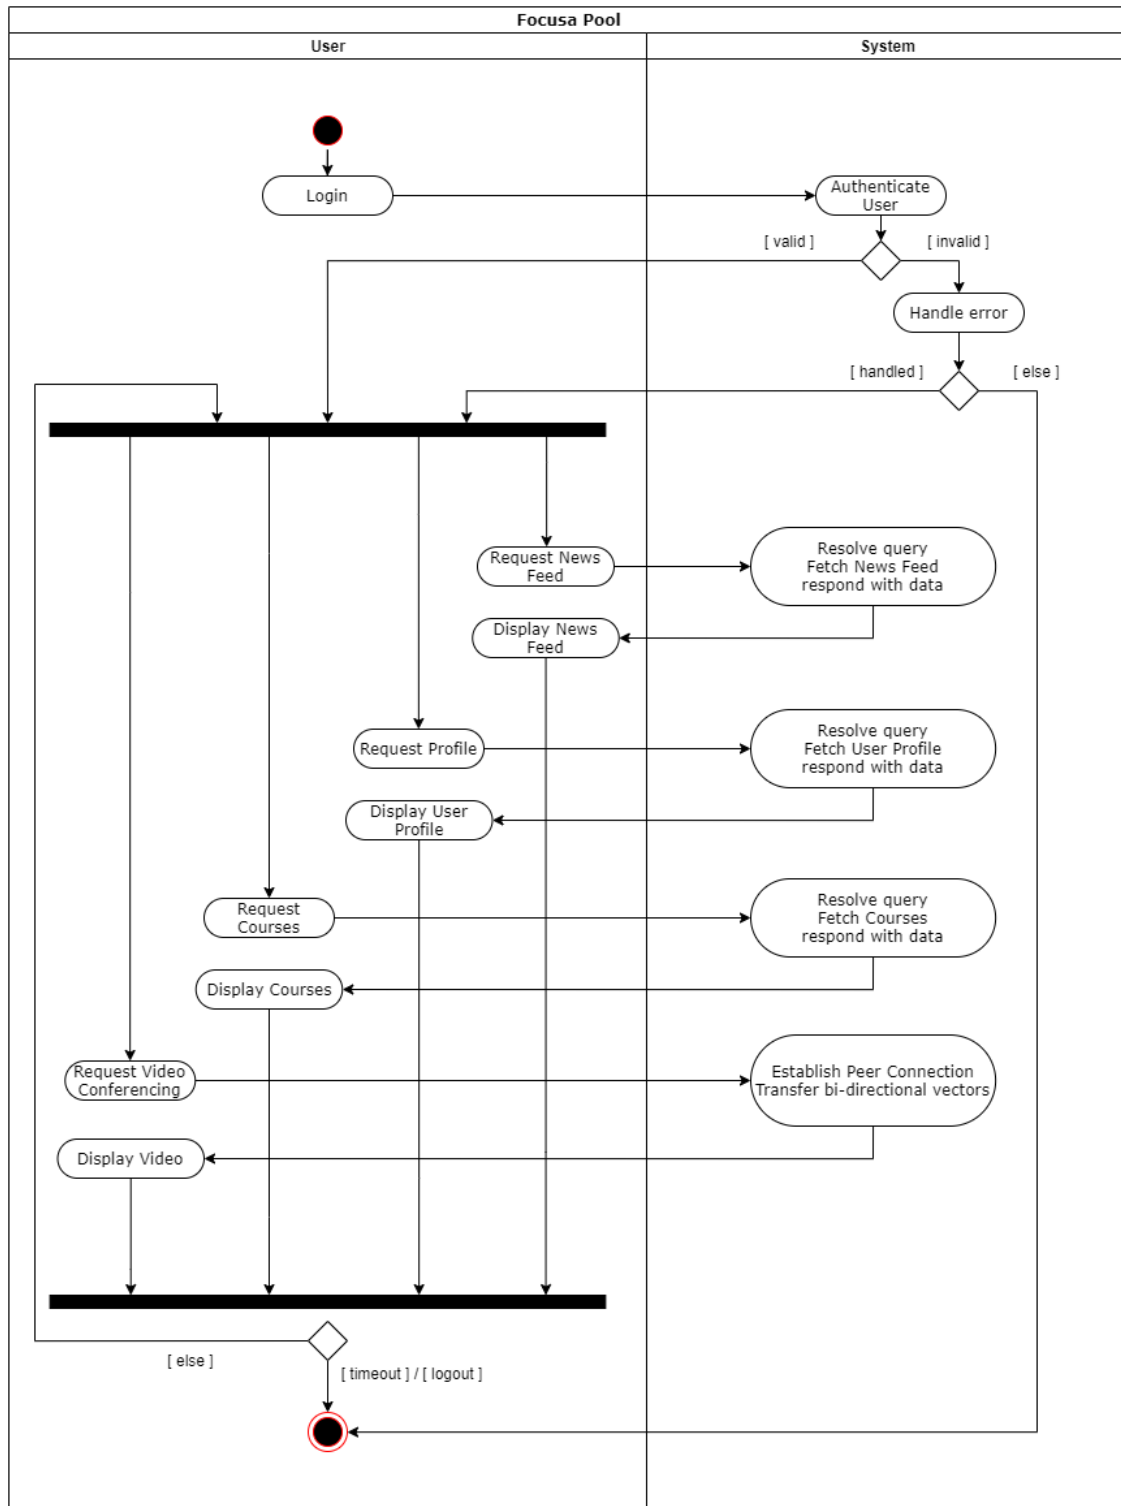 Focusa Pool
User
System
Login
Authenticate
User
[ valid ]
[ invalid ]
Handle error
[ handled ]
[ else ]
Request News
Feed
Resolve query
Fetch News Feed
respond with data
Display News
Feed
Request Profile
Resolve query
Fetch User Profile
respond with data
Display User
Profile
Request
Courses
Resolve query
Fetch Courses
respond with data
Display Courses
Request Video
Conferencing
Establish Peer Connection
Transfer bi-directional vectors
Display Video
[ else ]
[ timeout ] / [ logout ]